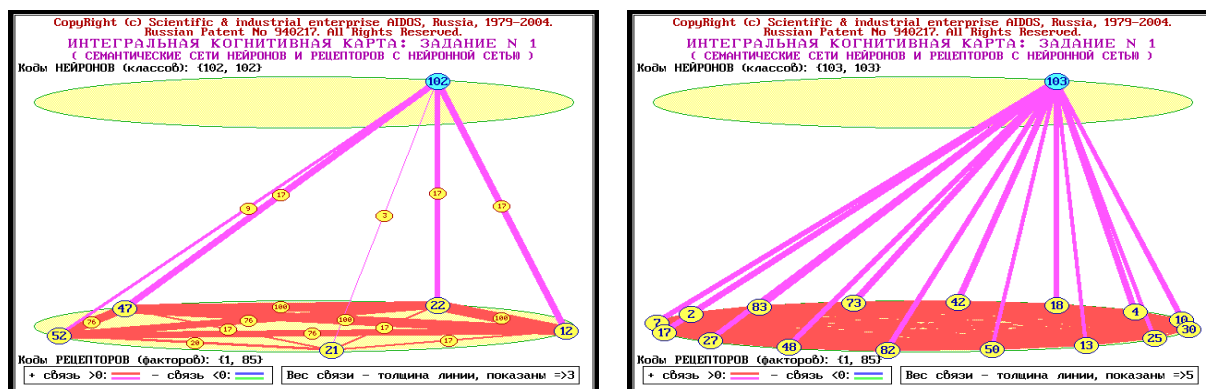 CopyRight (c) Scientific & industrial enterprise AIDOS, Russia, 1979-2004.
Russian Patent No 940217. All Rights Reserved.
ИНТЕГРАЛЬНАЯ КОГНИТИВНАЯ КАРТА: ЗАДАНИЕ N 1
( СЕМАНТИЧЕСКИЕ СЕТИ НЕЙРОНОВ И РЕЦЕПТОРОВ С НЕЙРОННОЙ СЕТЬЮ )
Коды НЕЙРОНОВ (классов): {102, 102}
102
9 17 3 17 17
47 22
100
52 76 76 17 100 76 17 100 12
20 21 17
Коды РЕЦЕПТОРОВ (факторов): {1, 85}
+ связь >0: - связь <0: Вес связи - толщина линии, показаны =>3
CopyRight (c) Scientific & industrial enterprise AIDOS, Russia, 1979-2004.
Russian Patent No 940217. All Rights Reserved.
ИНТЕГРАЛЬНАЯ КОГНИТИВНАЯ КАРТА: ЗАДАНИЕ N 1
( СЕМАНТИЧЕСКИЕ СЕТИ НЕЙРОНОВ И РЕЦЕПТОРОВ С НЕЙРОННОЙ СЕТЬЮ )
Коды НЕЙРОНОВ (классов): {103, 103}
103
7 2 83 73 42 18 4 10
17 27 48 82 50 13 25 30
Коды РЕЦЕПТОРОВ (факторов): {1, 85}
+ связь >0: - связь <0: Вес связи - толщина линии, показаны =>5